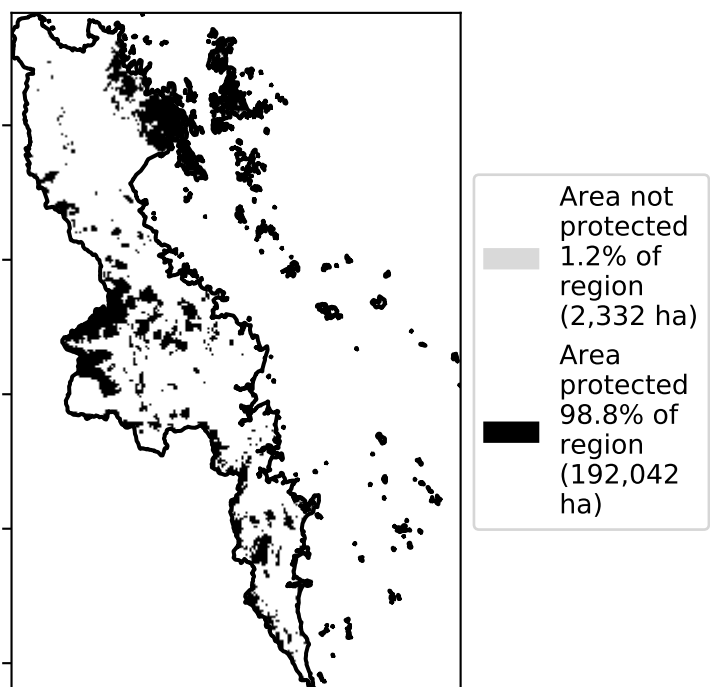 Area not
protected
1.2% of
region
(2,332 ha)
Area
protected
98.8% of
region
(192,042
ha)